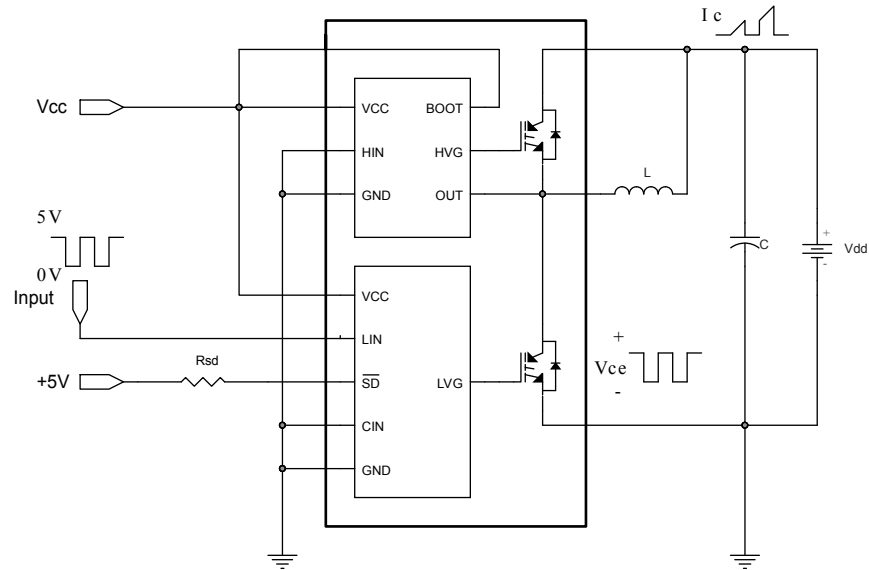 I c
Vcc
VCC
BOOT
HIN
HVG
GND
OUT
L
5V
0V
Input
+5V
Rsd
VCC
LIN
SD
LVG
CIN
GND
+
Vce
-
C
+
-
Vdd